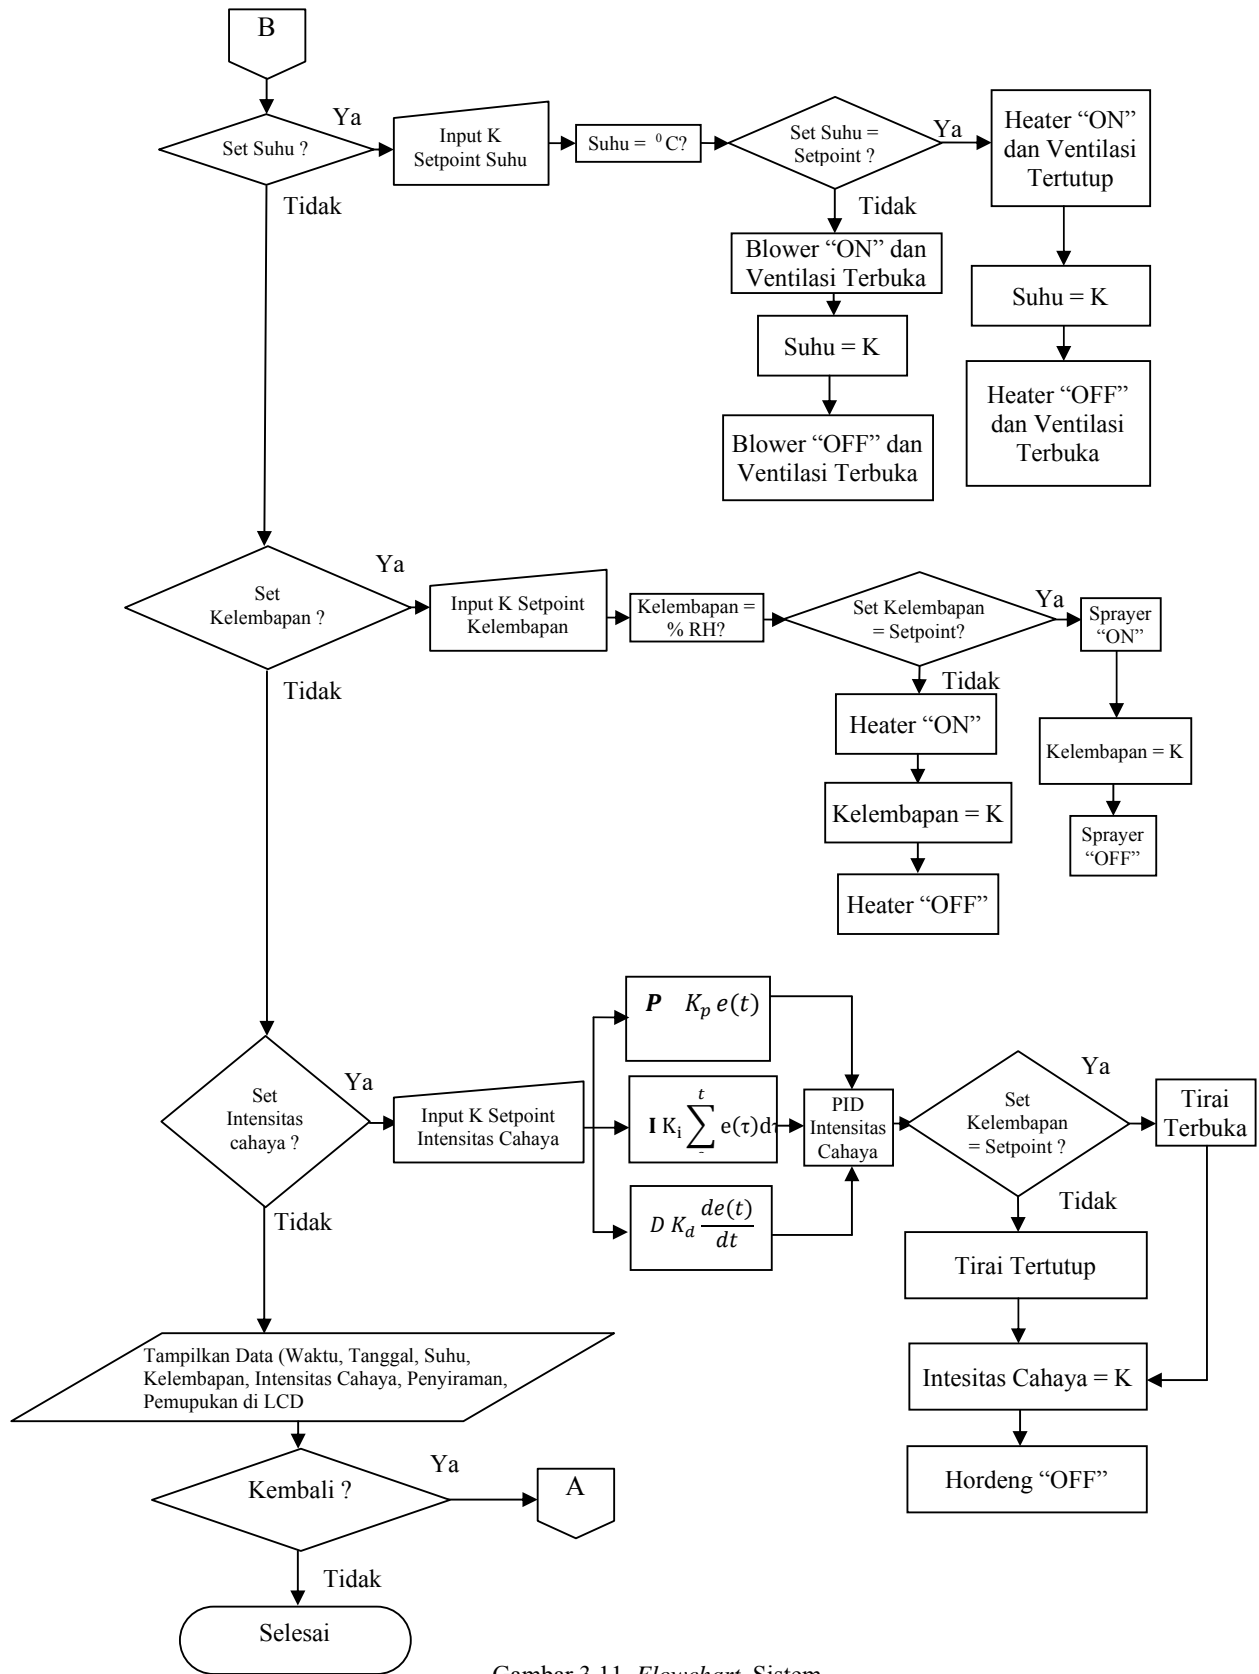 B
Set Suhu ?
Ya
Tidak
Input K
Setpoint Suhu
Suhu = ⁰C?
Set Suhu =
Setpoint ?
Ya
Tidak
Heater “ON”
dan Ventilasi
Tertutup
Suhu = K
Heater “OFF”
dan Ventilasi
Terbuka
Blower “ON” dan
Ventilasi Terbuka
Suhu = K
Blower “OFF” dan
Ventilasi Terbuka
Set
Kelembapan ?
Ya
Tidak
Input K Setpoint
Kelembapan
Kelembapan =
% RH?
Set Kelembapan
= Setpoint?
Ya
Tidak
Sprayer
“ON”
Kelembapan = K
Sprayer
“OFF”
Heater “ON”
Kelembapan = K
Heater “OFF”
Set
Intensitas
cahaya ?
Ya
Tidak
Input K Setpoint
Intensitas Cahaya
P K_p e(t)
I K_i ∑^t e(τ)dτ
D K_d de(t)/dt
PID
Intensitas
Cahaya
Set
Kelembapan
= Setpoint ?
Ya
Tidak
Tirai
Terbuka
Tirai Tertutup
Intesitas Cahaya = K
Hordeng “OFF”
Tampilkan Data (Waktu, Tanggal, Suhu,
Kelembapan, Intensitas Cahaya, Penyiraman,
Pemupukan di LCD
Kembali ?
Ya
A
Tidak
Selesai
Gambar 3.11. Flowchart Sistem